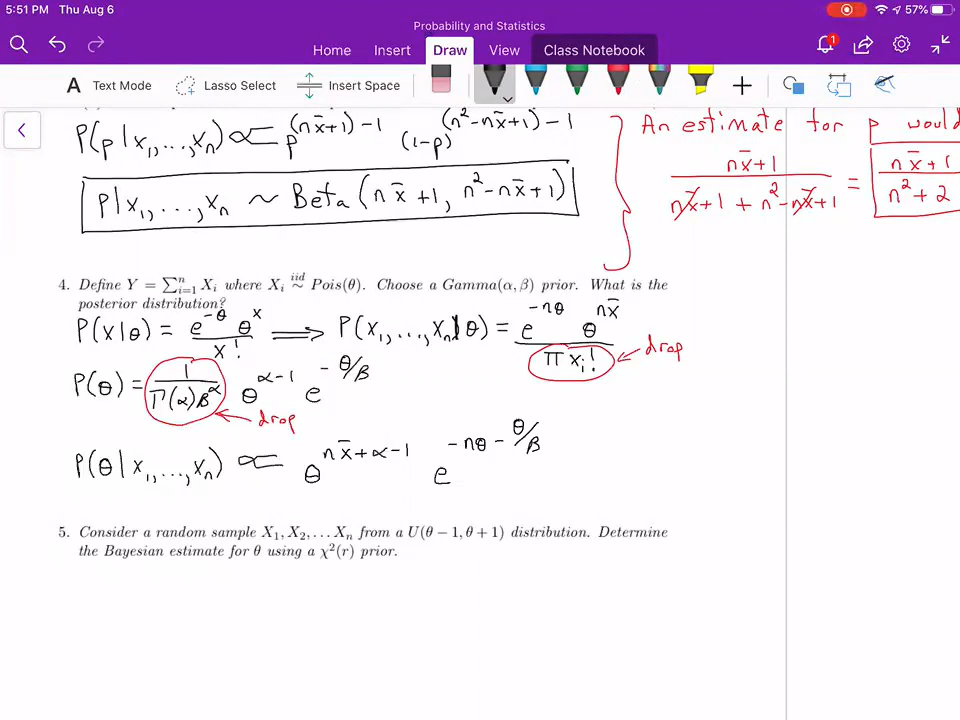 5:51 PM Thu Aug 6 57%
Probability and Statistics
Home Insert Draw View Class Notebook
1
A Text Mode Lasso Select Insert Space
P(p|x₁,...,xₙ) ∝ p^((nx̄+1)-1) (1-p)^((n²-nx̄+1)-1)
An estimate for p would
p|x₁,...,xₙ ~ Beta(nx̄+1, n²-nx̄+1)
(nx̄+1)/(nx̄+1+n²-nx̄+1) = (nx̄+1)/(n²+2)
4. Define Y = ∑ⁿᵢ₌₁ Xᵢ where Xᵢ iid ~ Pois(θ). Choose a Gamma(α, β) prior. What is the
posterior distribution?
P(x|θ) = e^(-θ) θ^x / x! ⟹ P(x₁,...,xₙ|θ) = e^(-nθ) θ^(nx̄) / π xᵢ! ← drop
P(θ) = 1/(Γ(α)β^α) θ^(α-1) e^(-θ/β)
← drop
P(θ|x₁,...,xₙ) ∝ θ^(nx̄+α-1) e^(-nθ-θ/β)
5. Consider a random sample X₁, X₂, ... Xₙ from a U(θ − 1, θ + 1) distribution. Determine
the Bayesian estimate for θ using a χ²(r) prior.